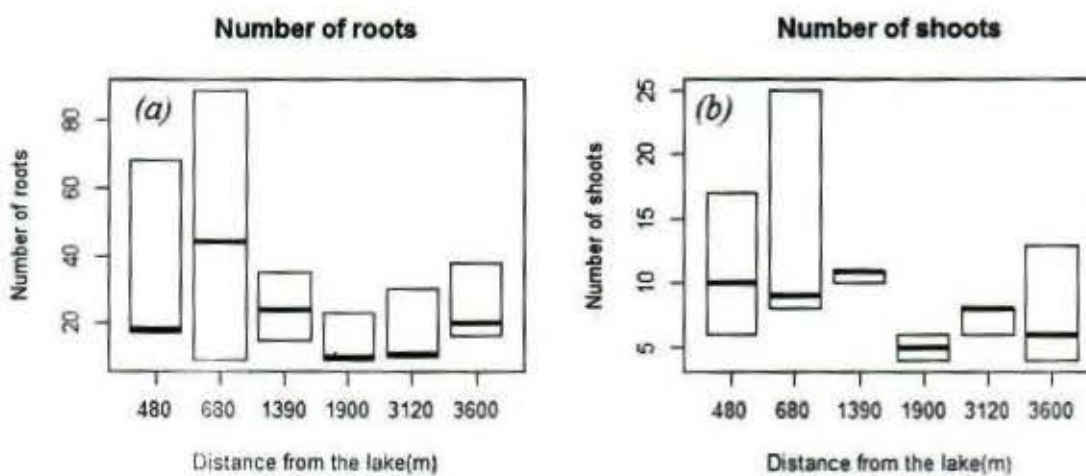 Number of roots
(a)
Number of roots
80
60
40
20
480 680 1390 1900 3120 3600
Distance from the lake(m)
Number of shoots
(b)
Number of shoots
25
20
15
10
5
480 680 1390 1900 3120 3600
Distance from the lake(m)